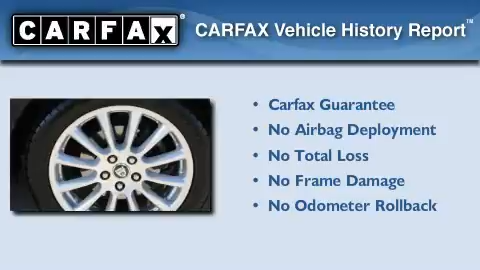 CARFAX® CARFAX Vehicle History Report™
• Carfax Guarantee
• No Airbag Deployment
• No Total Loss
• No Frame Damage
• No Odometer Rollback